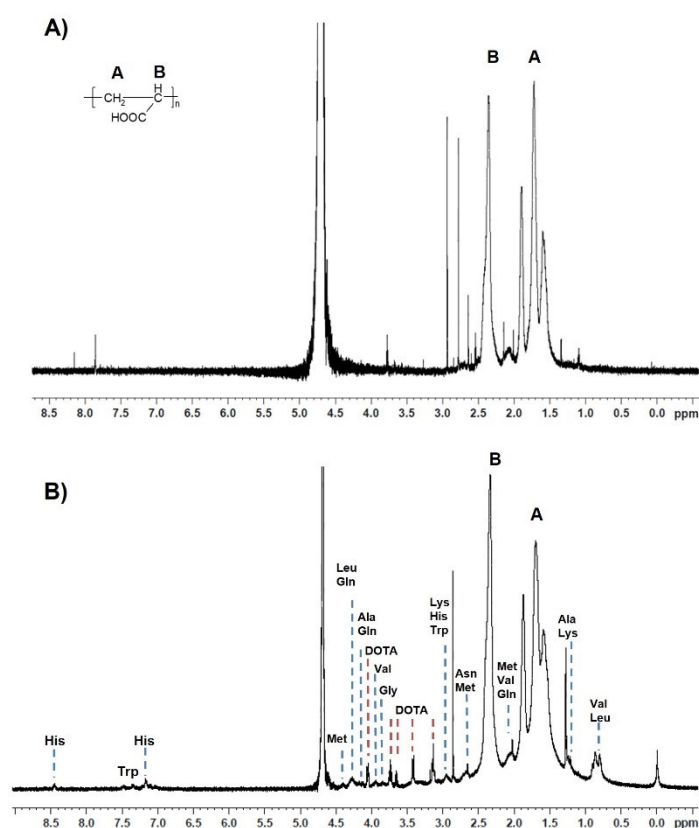 A)
B
A
A
B
H
CH2
C
n
HOOC
8.5 8.0 7.5 7.0 6.5 6.0 5.5 5.0 4.5 4.0 3.5 3.0 2.5 2.0 1.5 1.0 0.5 0.0 ppm
B)
B
A
Leu
Gln
Ala
Gln
DOTA
Val
Gly
DOTA
Met
Lys
His
Trp
Asn
Met
Met
Val
Gln
Ala
Lys
Val
Leu
His
Trp
His
8.5 8.0 7.5 7.0 6.5 6.0 5.5 5.0 4.5 4.0 3.5 3.0 2.5 2.0 1.5 1.0 0.5 0.0 ppm